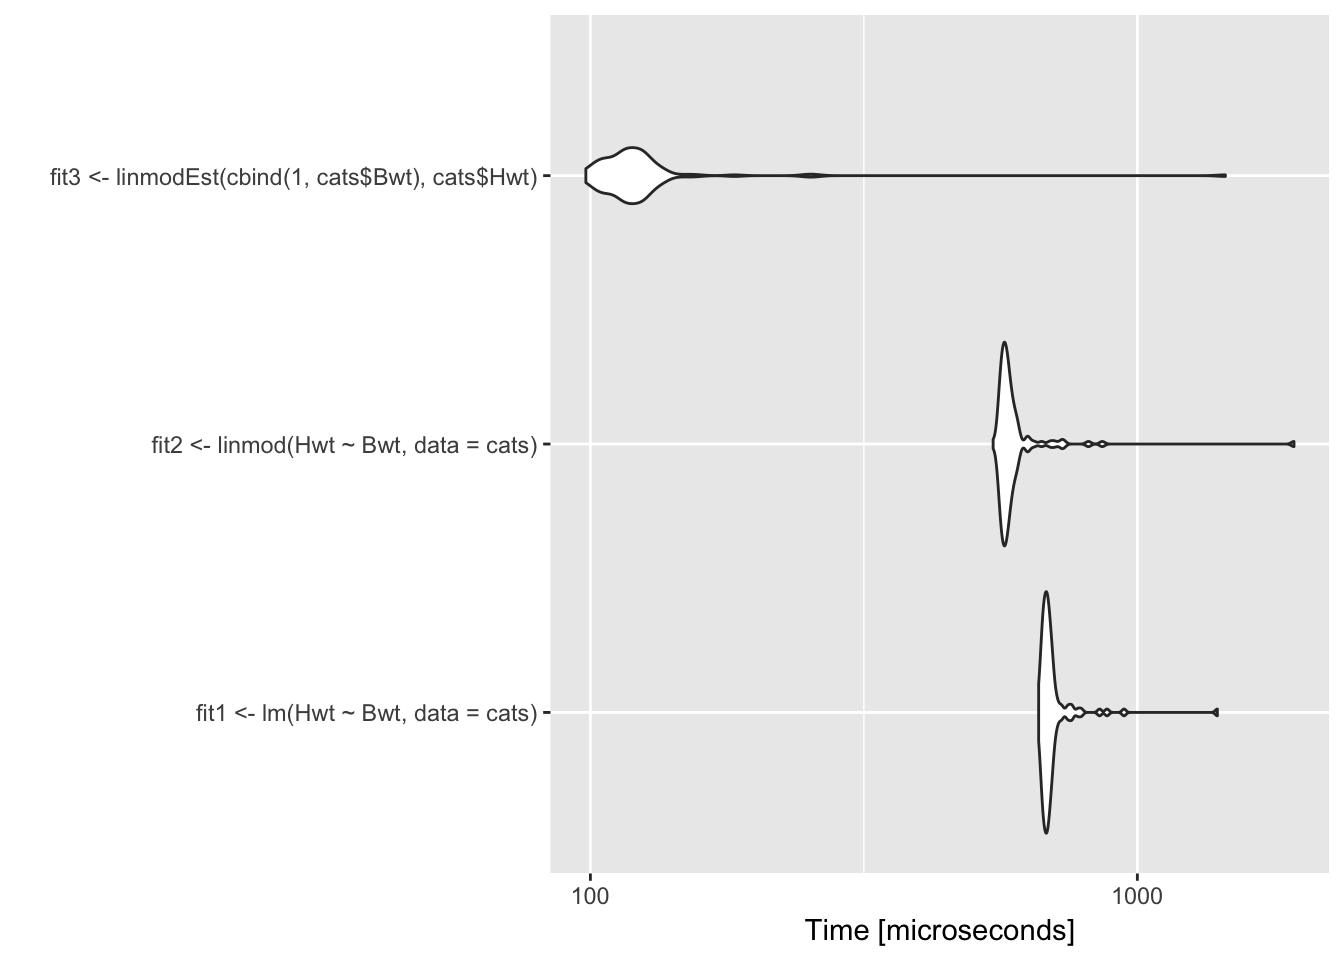 fit3 <- linmodEst(cbind(1, cats$Bwt), cats$Hwt)
fit2 <- linmod(Hwt ~ Bwt, data = cats)
fit1 <- lm(Hwt ~ Bwt, data = cats)
100 1000
Time [microseconds]